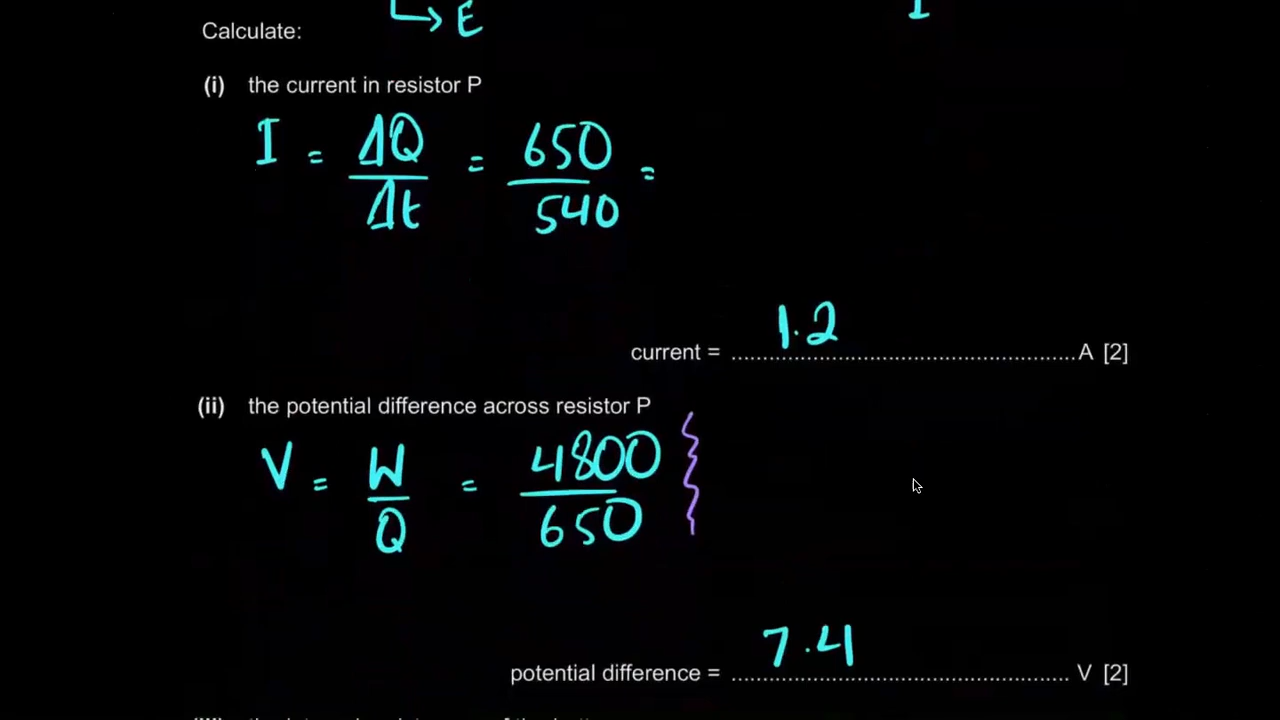 Calculate: → E I
(i) the current in resistor P
I = ΔQ / Δt = 650 / 540 =
current = 1.2 A [2]
(ii) the potential difference across resistor P
V = W / Q = 4800 / 650
potential difference = 7.4 V [2]